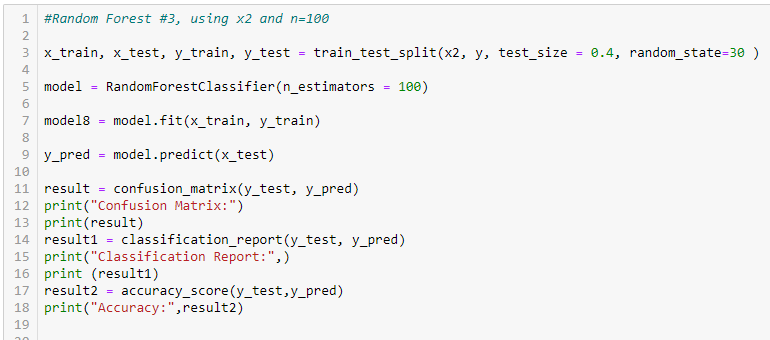 1 #Random Forest #3, using x2 and n=100
2
3 x_train, x_test, y_train, y_test = train_test_split(x2, y, test_size = 0.4, random_state=30 )
4
5 model = RandomForestClassifier(n_estimators = 100)
6
7 model8 = model.fit(x_train, y_train)
8
9 y_pred = model.predict(x_test)
10
11 result = confusion_matrix(y_test, y_pred)
12 print("Confusion Matrix:")
13 print(result)
14 result1 = classification_report(y_test, y_pred)
15 print("Classification Report:",)
16 print (result1)
17 result2 = accuracy_score(y_test,y_pred)
18 print("Accuracy:",result2)
19